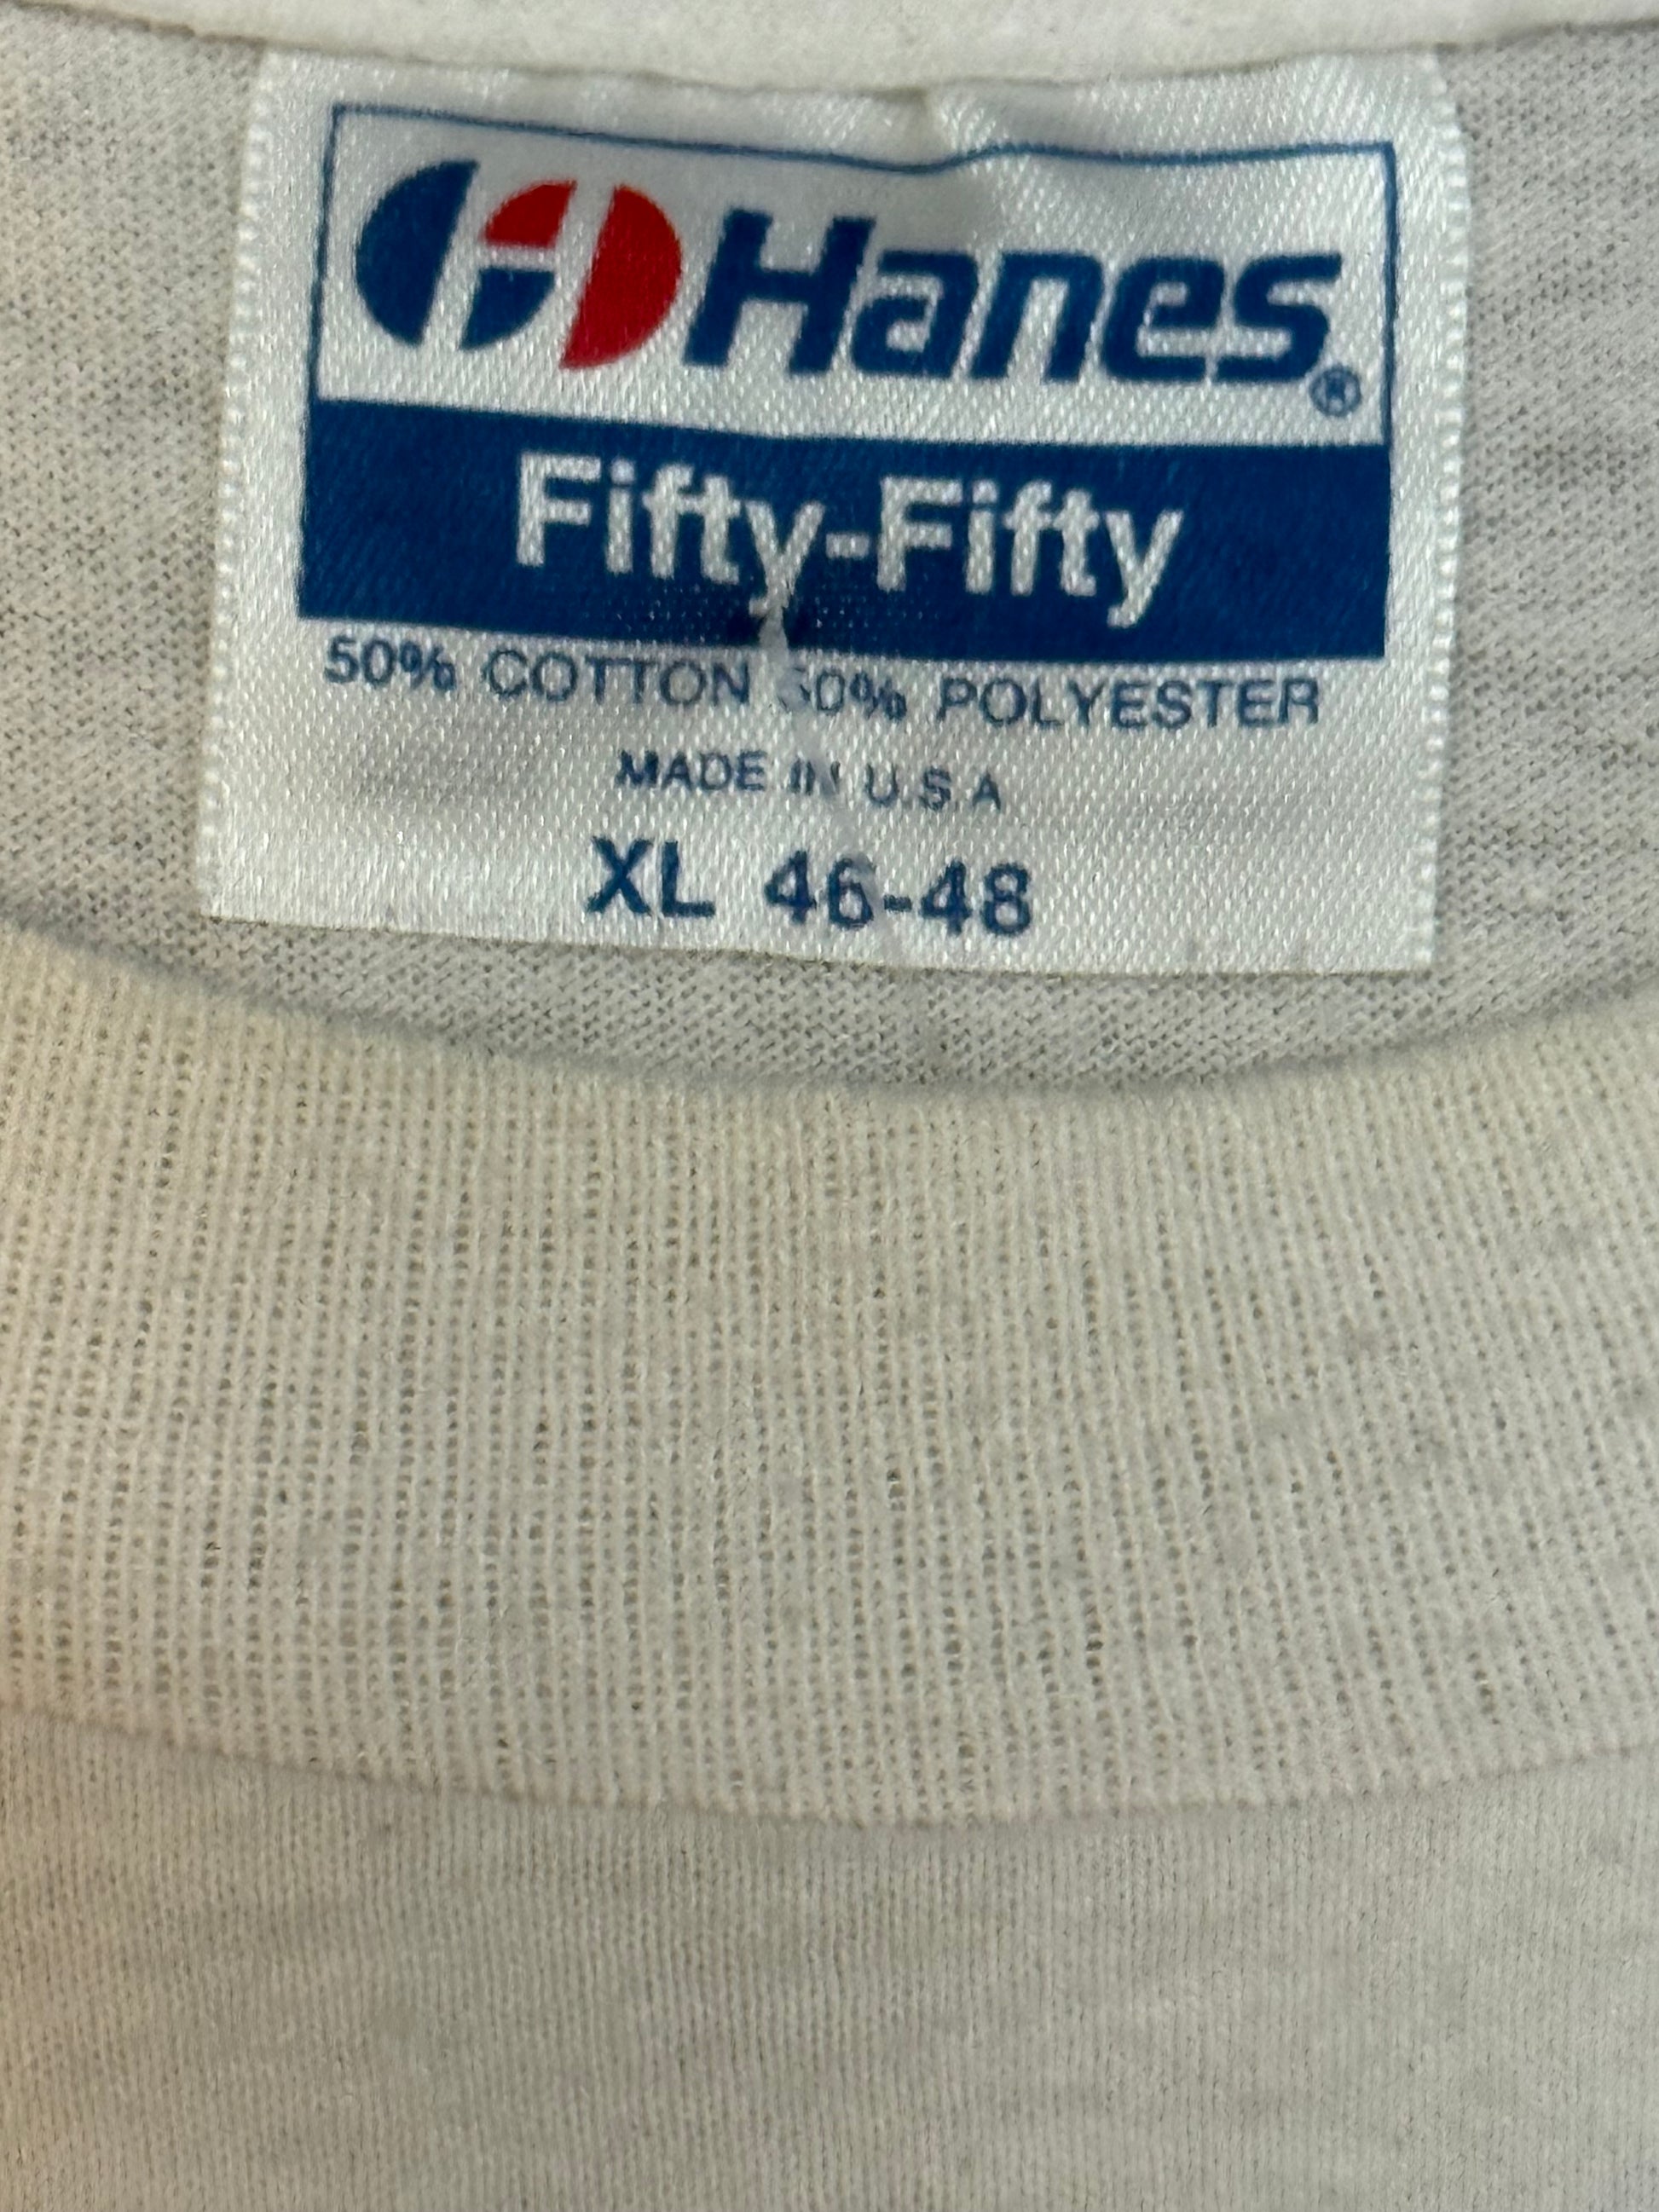 Hanes®
Fifty-Fifty
50% COTTON 50% POLYESTER
MADE IN U.S.A
XL 46-48